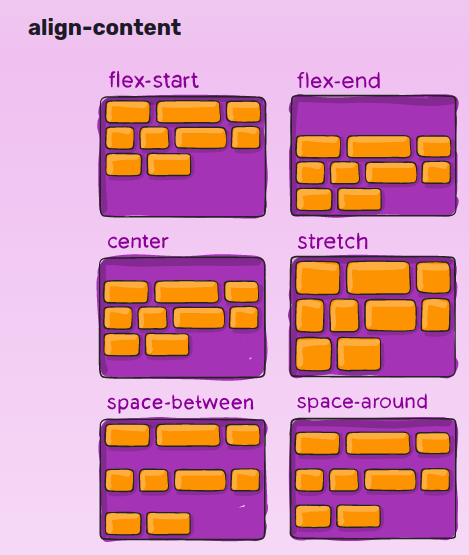 align-content
flex-start
flex-end
center
stretch
space-between
space-around